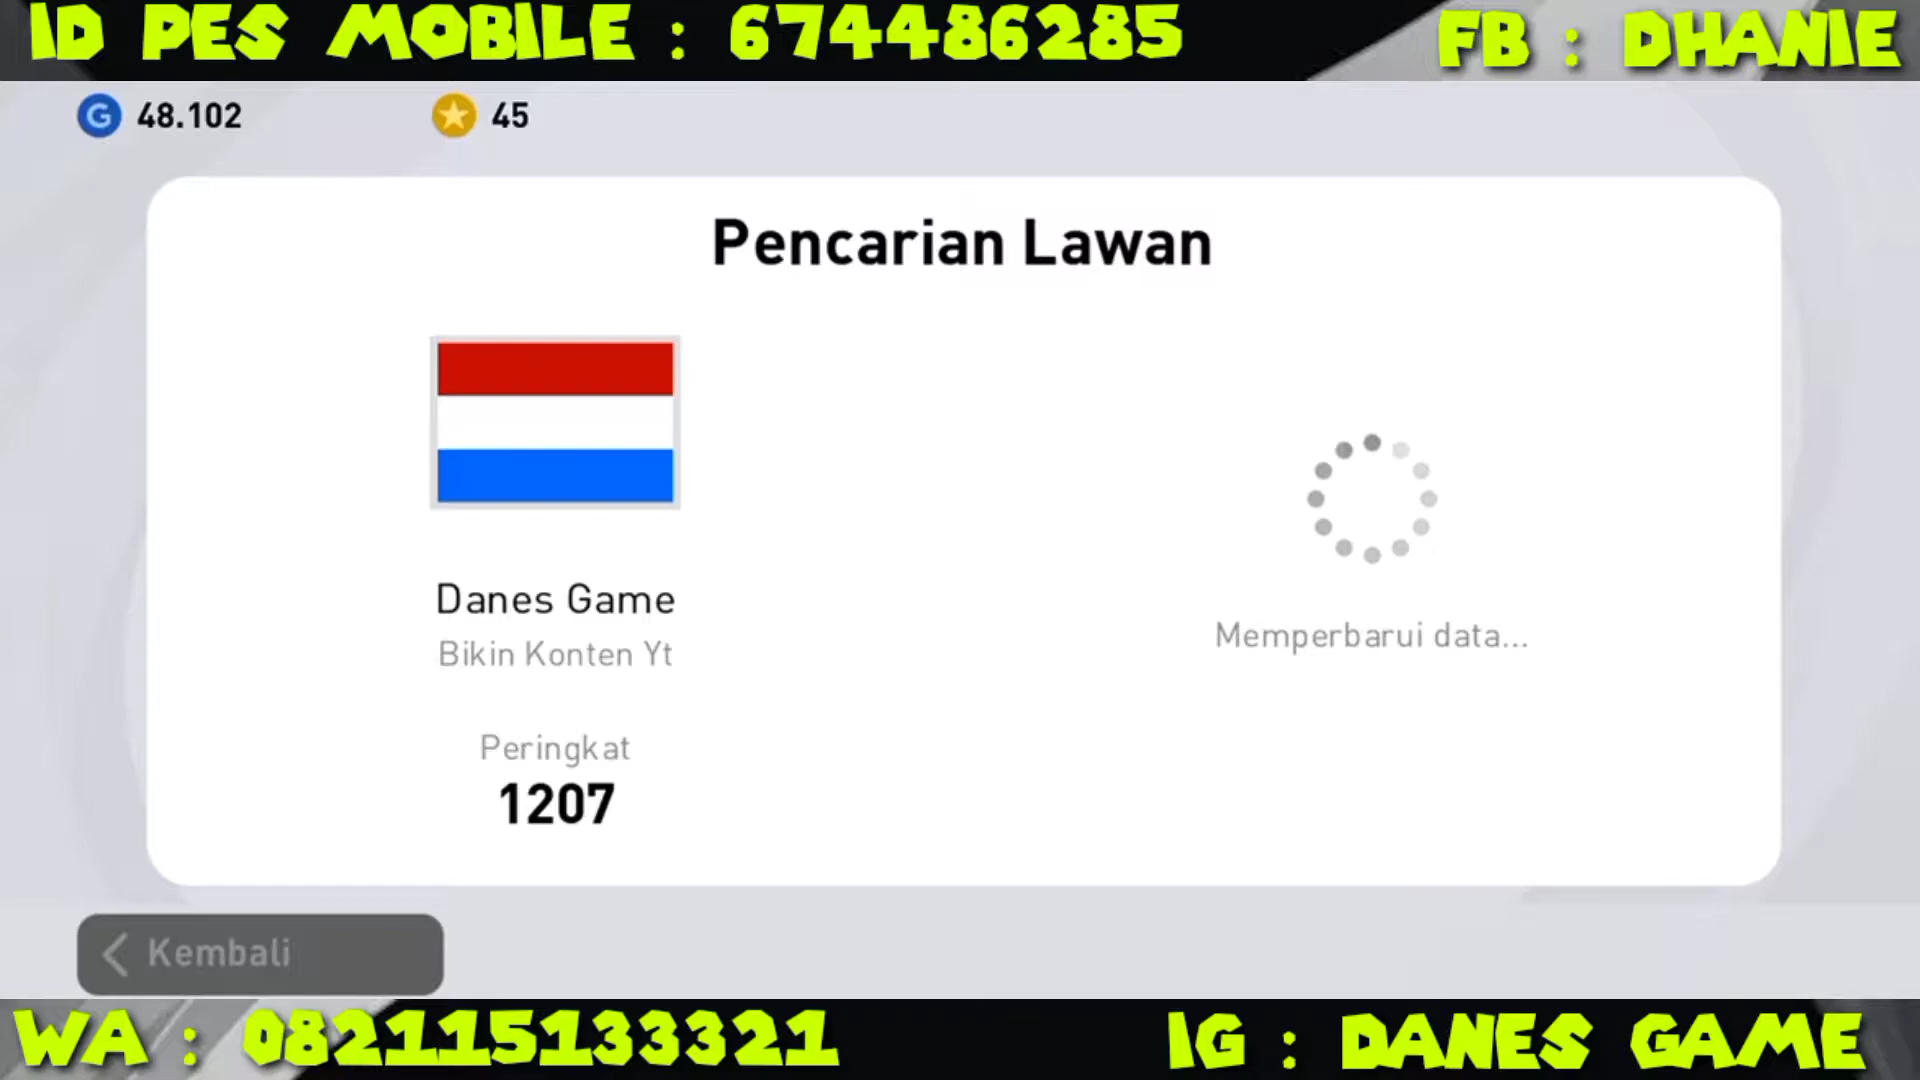 ID PES MOBILE : 674486285
FB : DHANIE
G 48.102
45
Pencarian Lawan
Danes Game
Bikin Konten Yt
Memperbarui data...
Peringkat
1207
Kembali
WA : 082115133321
IG : DANES GAME